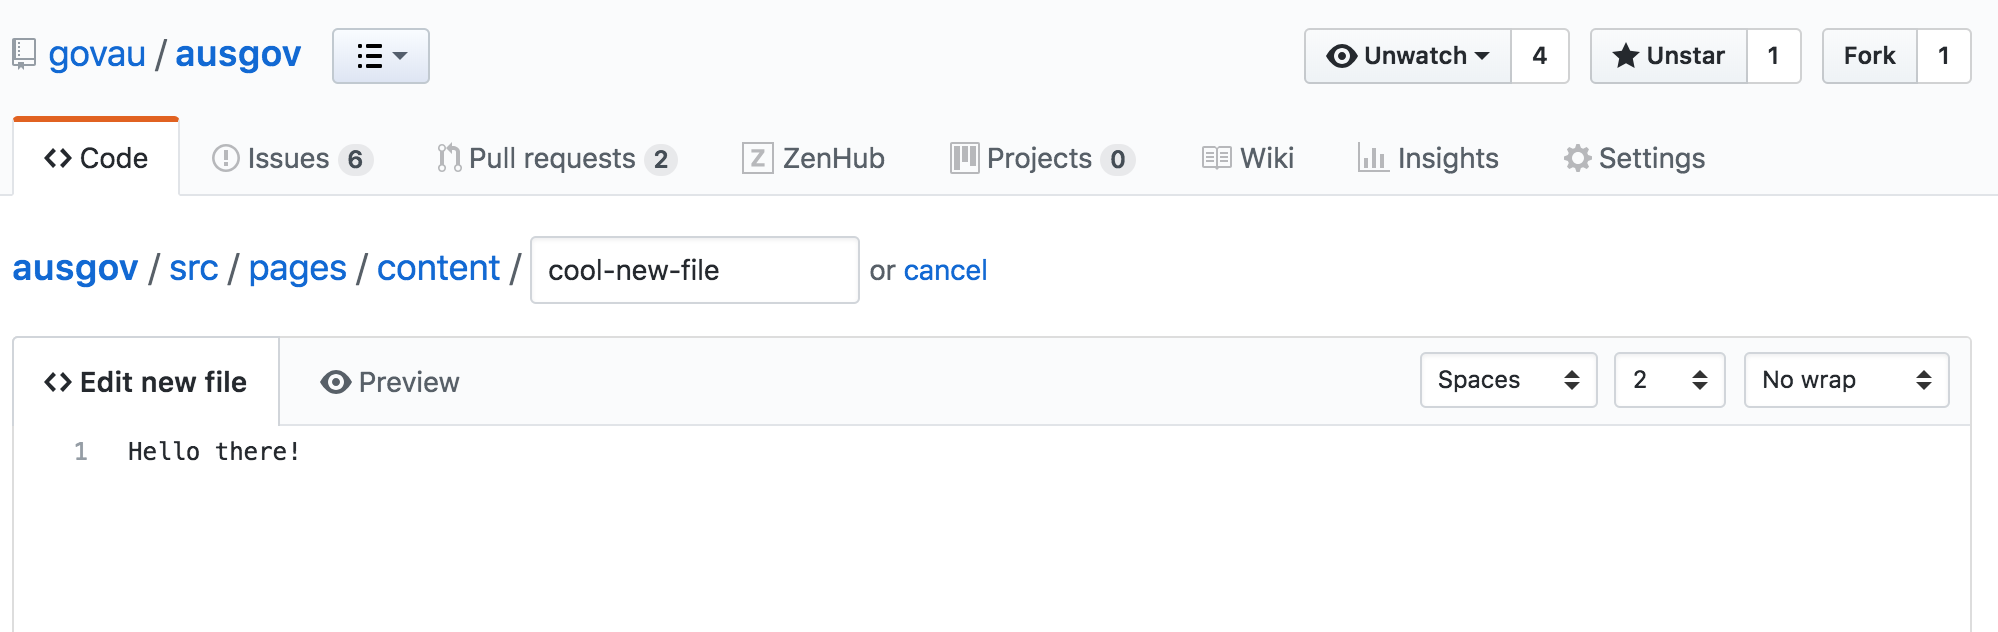 govau / ausgov Unwatch 4 Unstar 1 Fork 1
Code Issues 6 Pull requests 2 Z ZenHub Projects 0 Wiki Insights Settings
ausgov / src / pages / content / cool-new-file or cancel
Edit new file Preview Spaces 2 No wrap
1 Hello there!